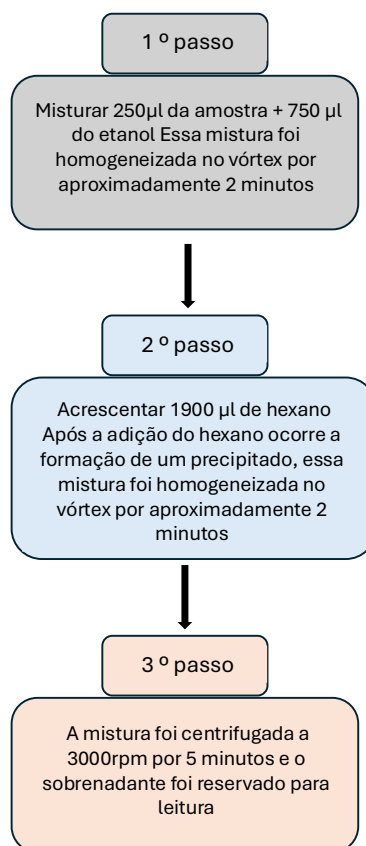 1 º passo
Misturar 250µl da amostra + 750 µl
do etanol Essa mistura foi
homogeneizada no vórtex por
aproximadamente 2 minutos
2 º passo
Acrescentar 1900 µl de hexano
Após a adição do hexano ocorre a
formação de um precipitado, essa
mistura foi homogeneizada no
vórtex por aproximadamente 2
minutos
3 º passo
A mistura foi centrifugada a
3000rpm por 5 minutos e o
sobrenadante foi reservado para
leitura